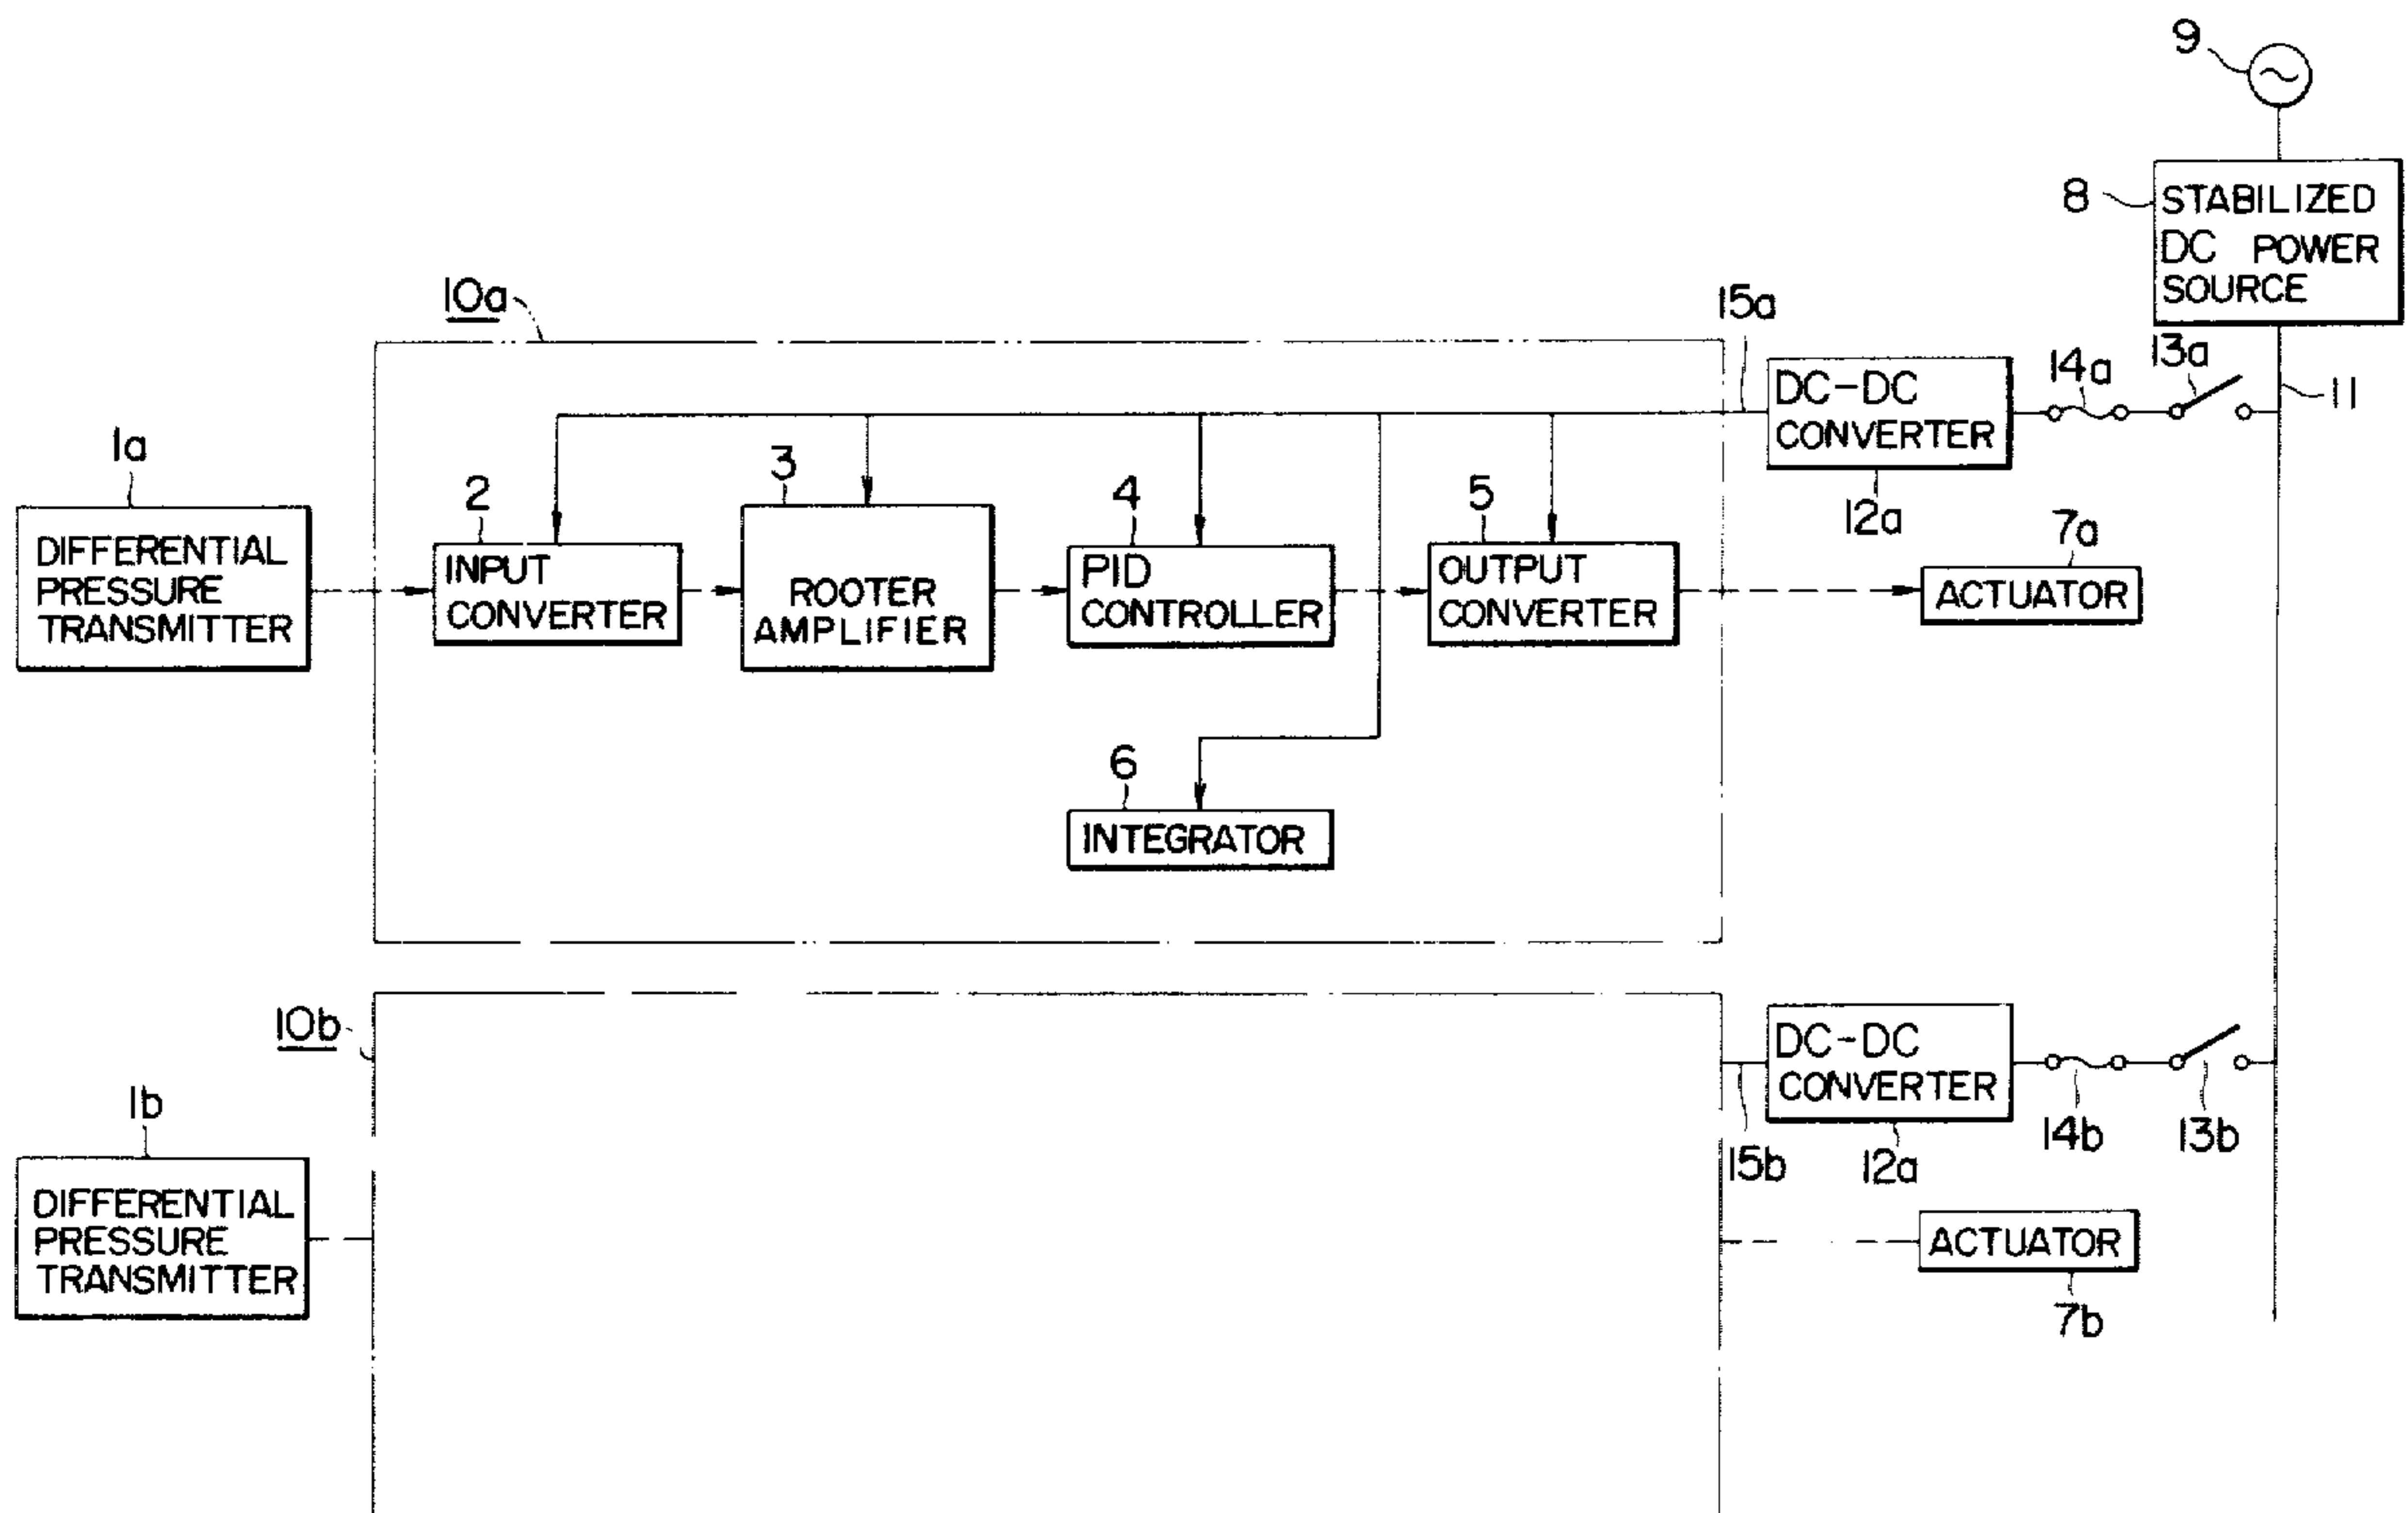 9
8
STABILIZED
DC POWER
SOURCE
10a
15a
14a
13a
11
DC-DC
CONVERTER
12a
1a
DIFFERENTIAL
PRESSURE
TRANSMITTER
2
INPUT
CONVERTER
3
ROOTER
AMPLIFIER
4
PID
CONTROLLER
5
OUTPUT
CONVERTER
7a
ACTUATOR
6
INTEGRATOR
10b
DC-DC
CONVERTER
15b
12a
14b
13b
1b
DIFFERENTIAL
PRESSURE
TRANSMITTER
ACTUATOR
7b